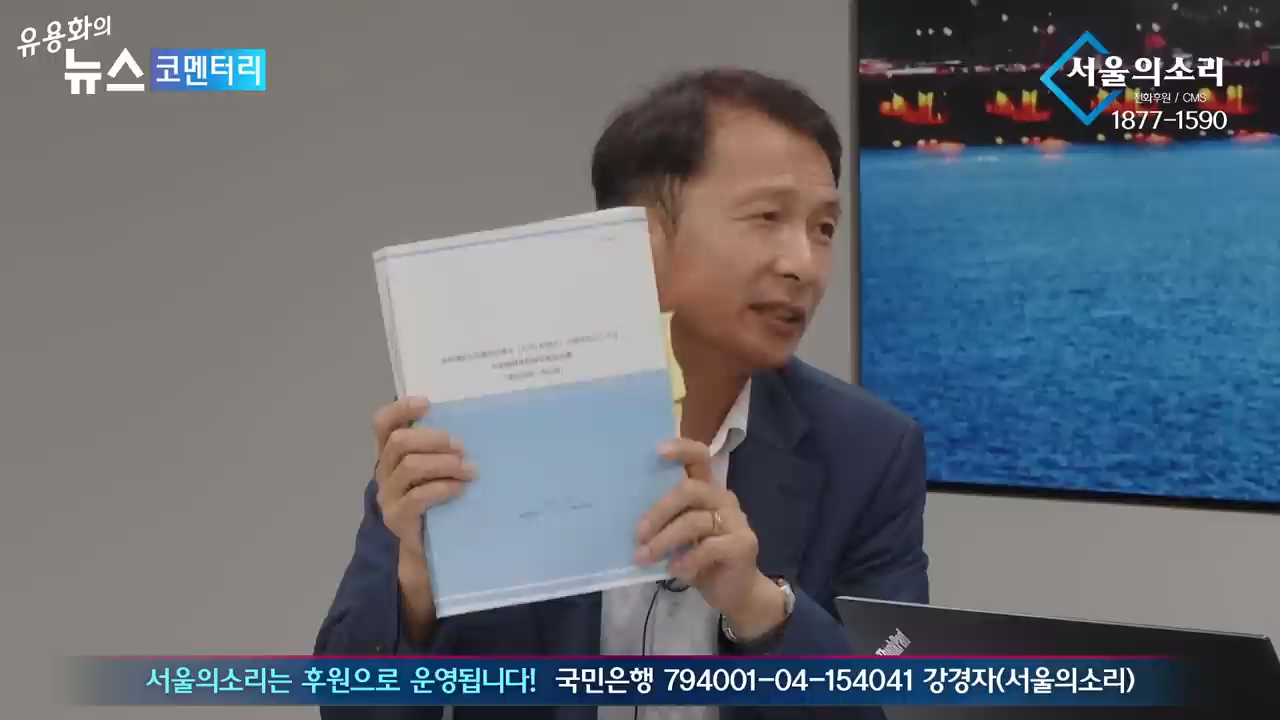 유용화의
뉴스 코멘터리
서울의소리
전화후원 / CMS
1877-1590
ThinkPad
서울의소리는 후원으로 운영됩니다! 국민은행 794001-04-154041 강경자(서울의소리)